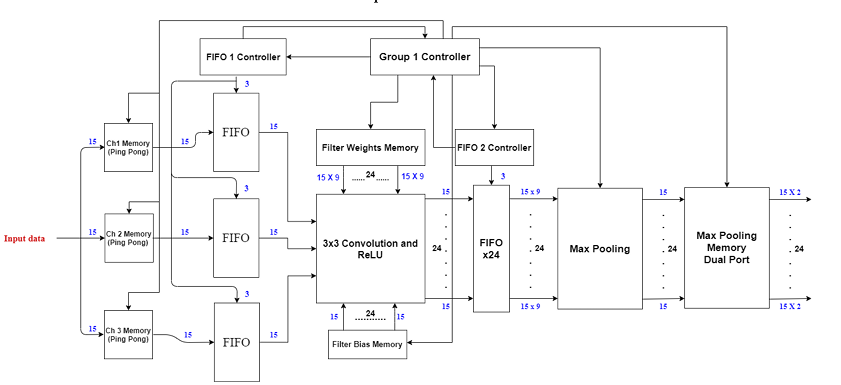 FIFO 1 Controller
Group 1 Controller
3
15
15
Ch1 Memory
(Ping Pong)
FIFO
15
Filter Weights Memory
FIFO 2 Controller
15 X 9
...... 24 ......
15 X 9
3
3
Input data
15
Ch 2 Memory
(Ping Pong)
15
FIFO
15
3x3 Convolution and
ReLU
15
24
15
FIFO
x24
15 x 9
24
15 x 9
Max Pooling
15
24
15
Max Pooling
Memory
Dual Port
15 X 2
24
15 X 2
3
15
Ch 3 Memory
(Ping Pong)
15
FIFO
15
15
24
...........
15
Filter Bias Memory